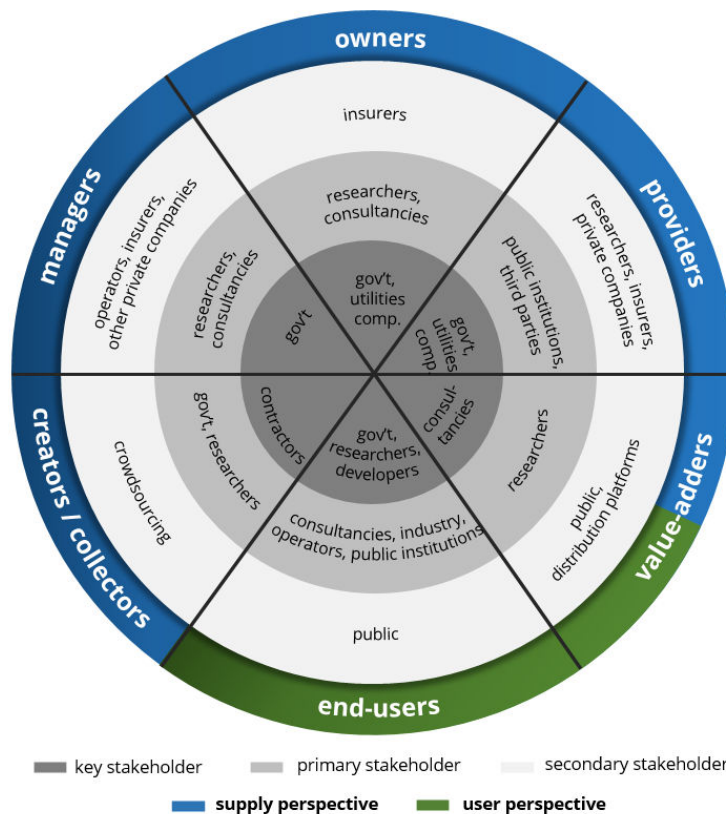 owners
insurers
researchers,
consultancies
gov't,
utilities
comp.
providers
researchers, insurers,
private companies
public institutions,
third parties
gov't,
utilities
comp.
value-adders
public,
distribution platforms
researchers
consul-
tancies
end-users
public
consultancies, industry,
operators, public institutions
gov't,
researchers,
developers
creators / collectors
crowdsourcing
gov't, researchers
contractors
managers
operators, insurers,
other private companies
researchers,
consultancies
gov't
key stakeholder
primary stakeholder
secondary stakeholder
supply perspective
user perspective